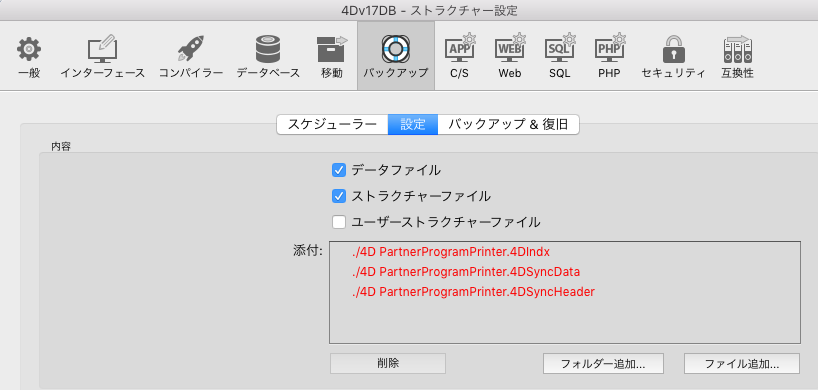 4Dv17DB - ストラクチャー設定
一般 インターフェース コンパイラー データベース 移動 バックアップ C/S Web SQL PHP セキュリティ 互換性
APP WEB SQL PHP
スケジューラー 設定 バックアップ & 復旧
内容
データファイル
ストラクチャーファイル
ユーザーストラクチャーファイル
添付:
./4D PartnerProgramPrinter.4DIndx
./4D PartnerProgramPrinter.4DSyncData
./4D PartnerProgramPrinter.4DSyncHeader
削除 フォルダー追加... ファイル追加...